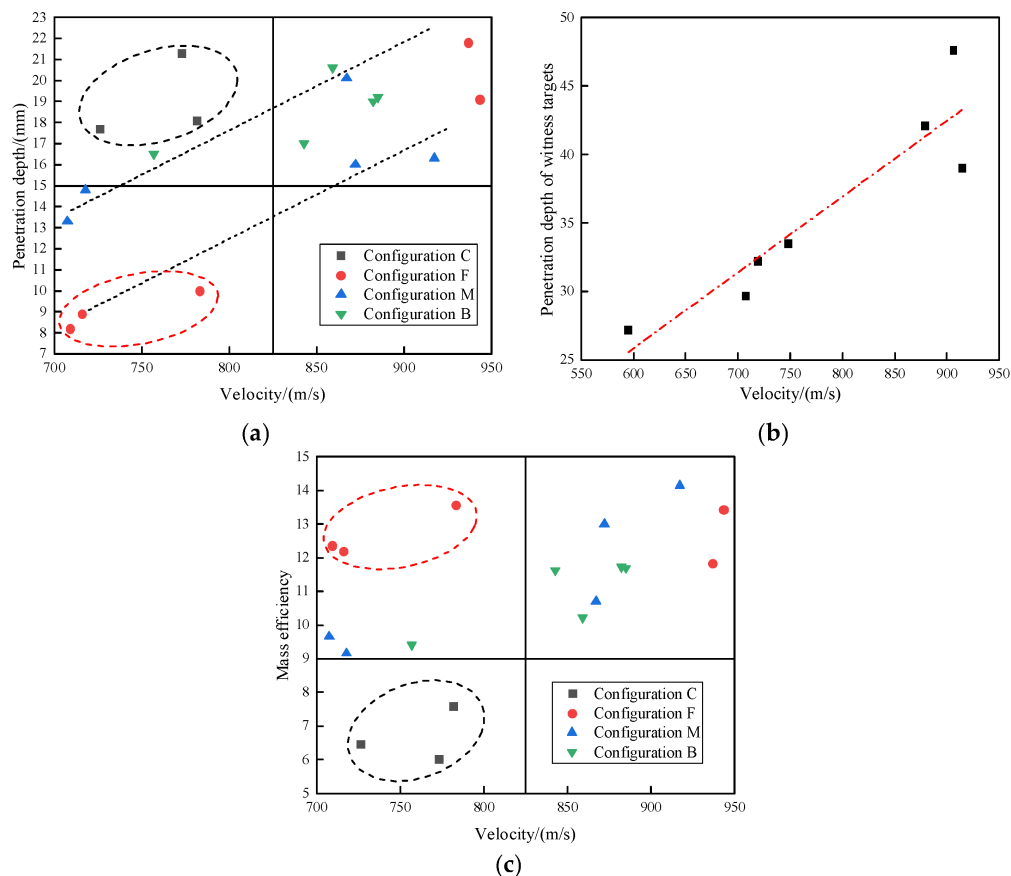 23
22
21
20
19
18
17
16
15
14
13
12
11
10
9
8
7
Penetration depth/(mm)
Configuration C
Configuration F
Configuration M
Configuration B
700 750 800 850 900 950
Velocity/(m/s)
(a)
50
45
40
35
30
25
Penetration depth of witness targets
550 600 650 700 750 800 850 900 950
Velocity/(m/s)
(b)
15
14
13
12
11
10
9
8
7
6
5
Mass efficiency
Configuration C
Configuration F
Configuration M
Configuration B
700 750 800 850 900 950
Velocity/(m/s)
(c)